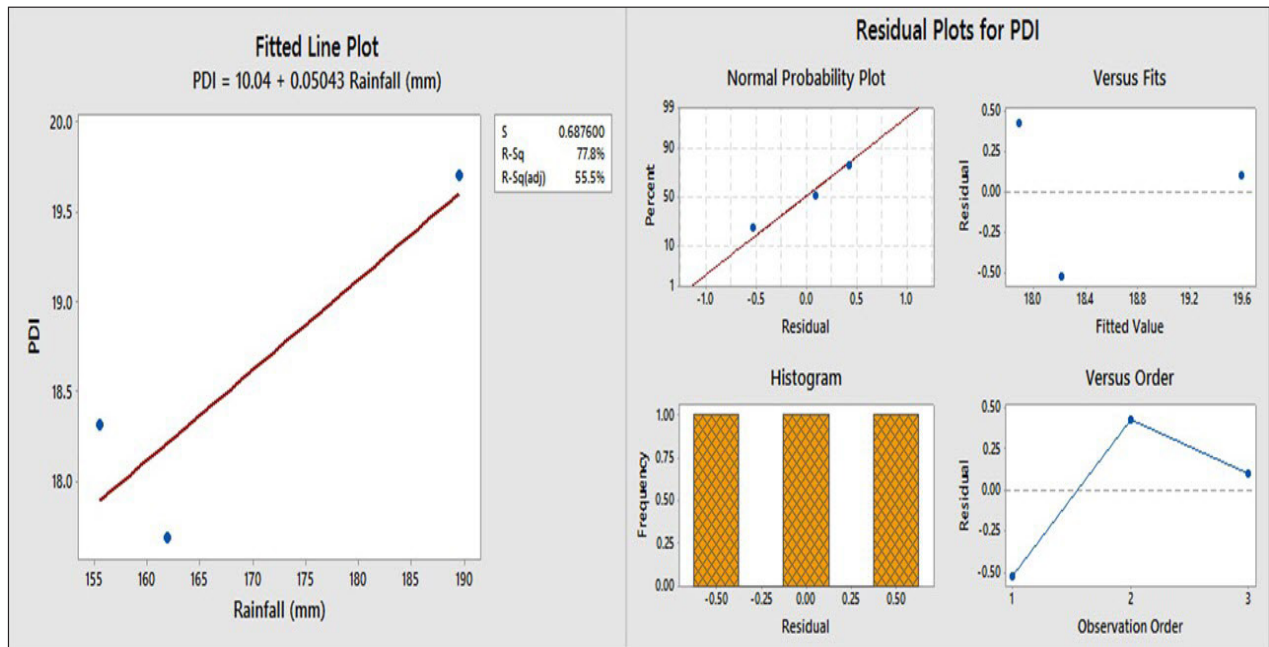 Fitted Line Plot
PDI = 10.04 + 0.05043 Rainfall (mm)
S 0.687600
R-Sq 77.8%
R-Sq(adj) 55.5%
20.0
19.5
19.0
18.5
18.0
PDI
155 160 165 170 175 180 185 190
Rainfall (mm)
Residual Plots for PDI
Normal Probability Plot
99
90
50
10
1
Percent
-1.0 -0.5 0.0 0.5 1.0
Residual
Versus Fits
0.50
0.25
0.00
-0.25
-0.50
Residual
18.0 18.4 18.8 19.2 19.6
Fitted Value
Histogram
1.00
0.75
0.50
0.25
0.00
Frequency
-0.50 -0.25 0.00 0.25 0.50
Residual
Versus Order
0.50
0.25
0.00
-0.25
-0.50
Residual
1 2 3
Observation Order